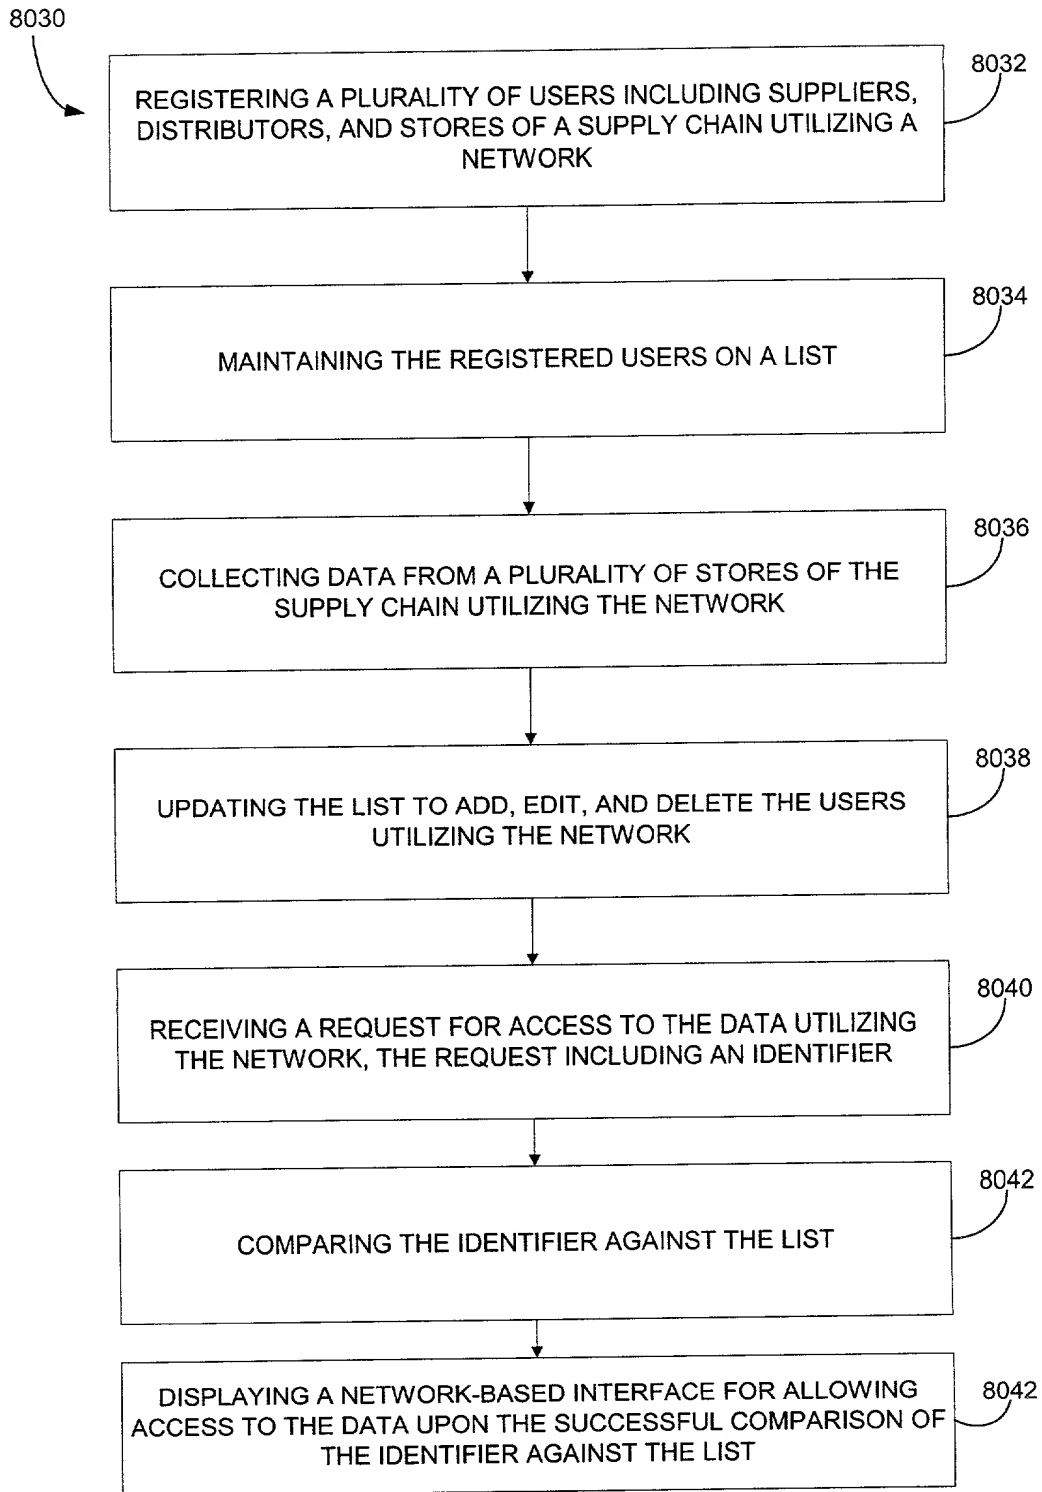 8030
8032
REGISTERING A PLURALITY OF USERS INCLUDING SUPPLIERS,
DISTRIBUTORS, AND STORES OF A SUPPLY CHAIN UTILIZING A
NETWORK
8034
MAINTAINING THE REGISTERED USERS ON A LIST
8036
COLLECTING DATA FROM A PLURALITY OF STORES OF THE
SUPPLY CHAIN UTILIZING THE NETWORK
8038
UPDATING THE LIST TO ADD, EDIT, AND DELETE THE USERS
UTILIZING THE NETWORK
8040
RECEIVING A REQUEST FOR ACCESS TO THE DATA UTILIZING
THE NETWORK, THE REQUEST INCLUDING AN IDENTIFIER
8042
COMPARING THE IDENTIFIER AGAINST THE LIST
8042
DISPLAYING A NETWORK-BASED INTERFACE FOR ALLOWING
ACCESS TO THE DATA UPON THE SUCCESSFUL COMPARISON OF
THE IDENTIFIER AGAINST THE LIST